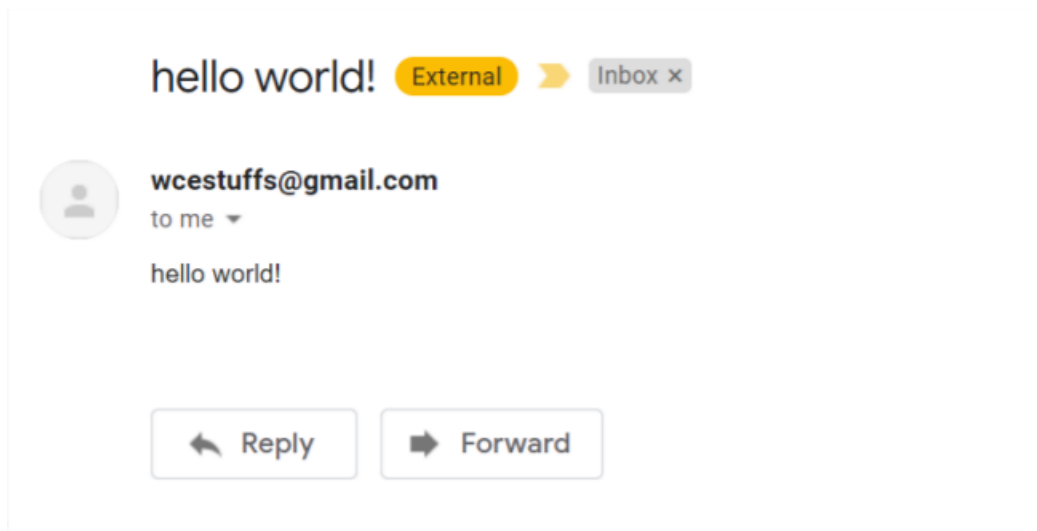 hello world! External Inbox ×
wcestuffs@gmail.com
to me
hello world!
Reply Forward